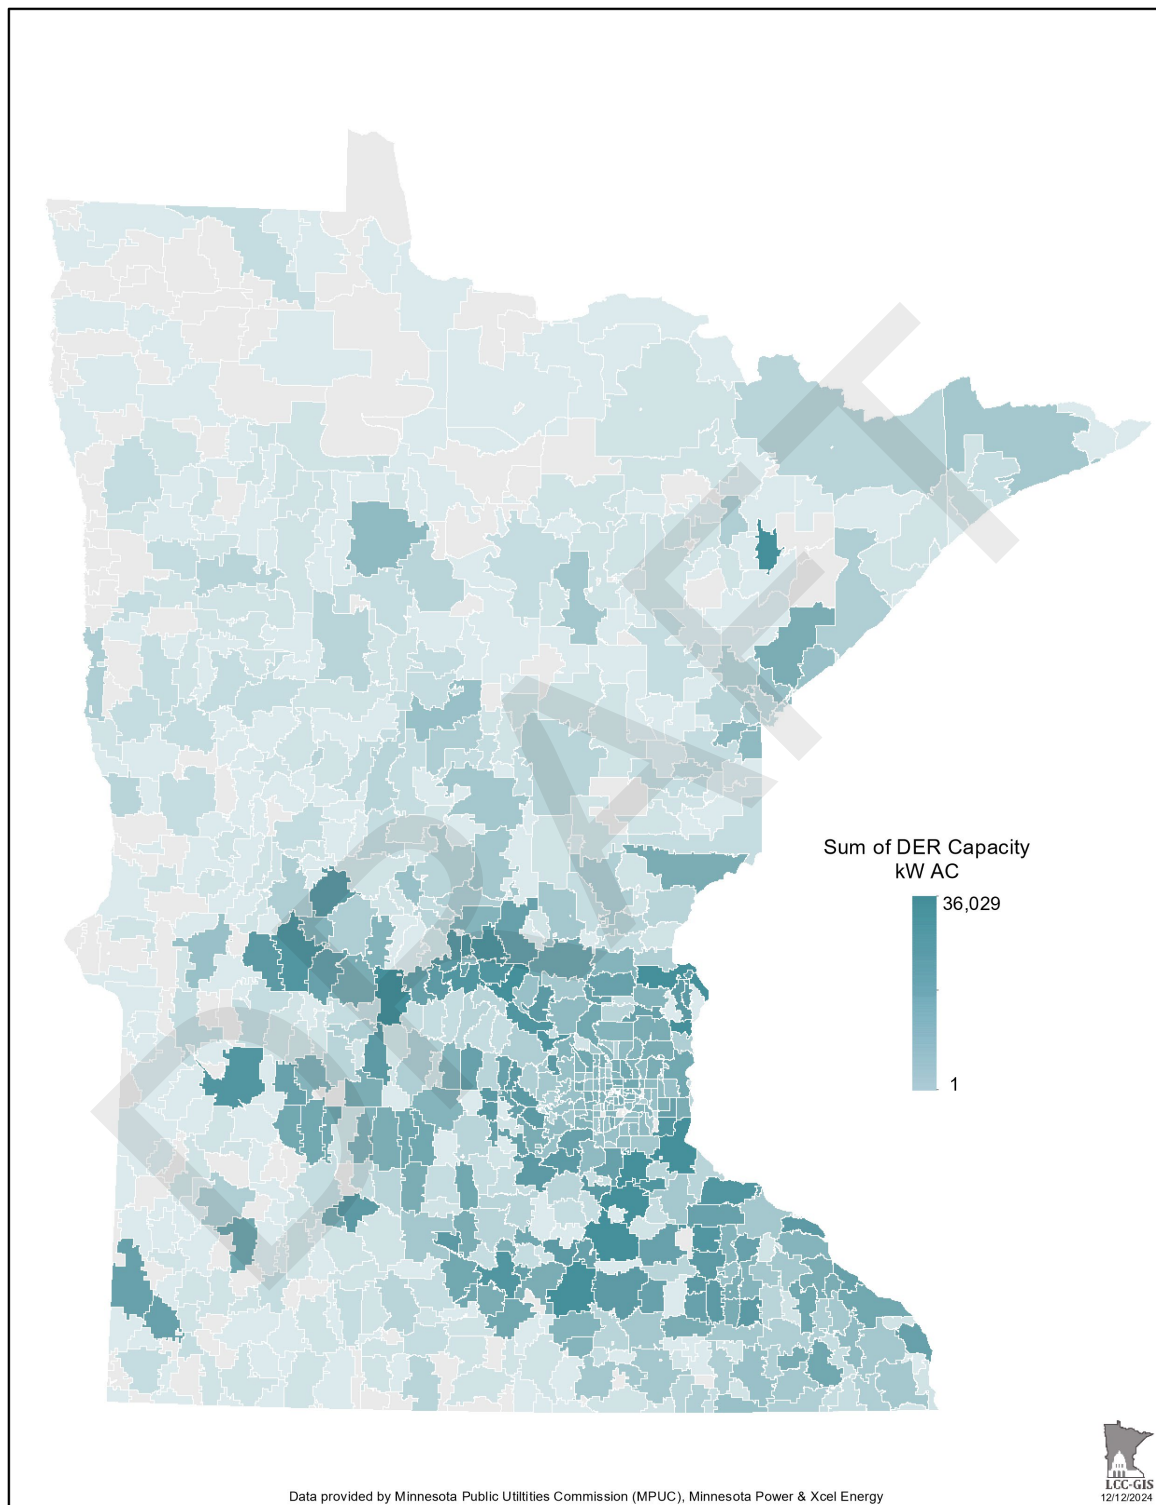 DRAFT
Sum of DER Capacity
kW AC
36,029
1
Data provided by Minnesota Public Utiltities Commission (MPUC), Minnesota Power & Xcel Energy
LCC-GIS
12/12/2024